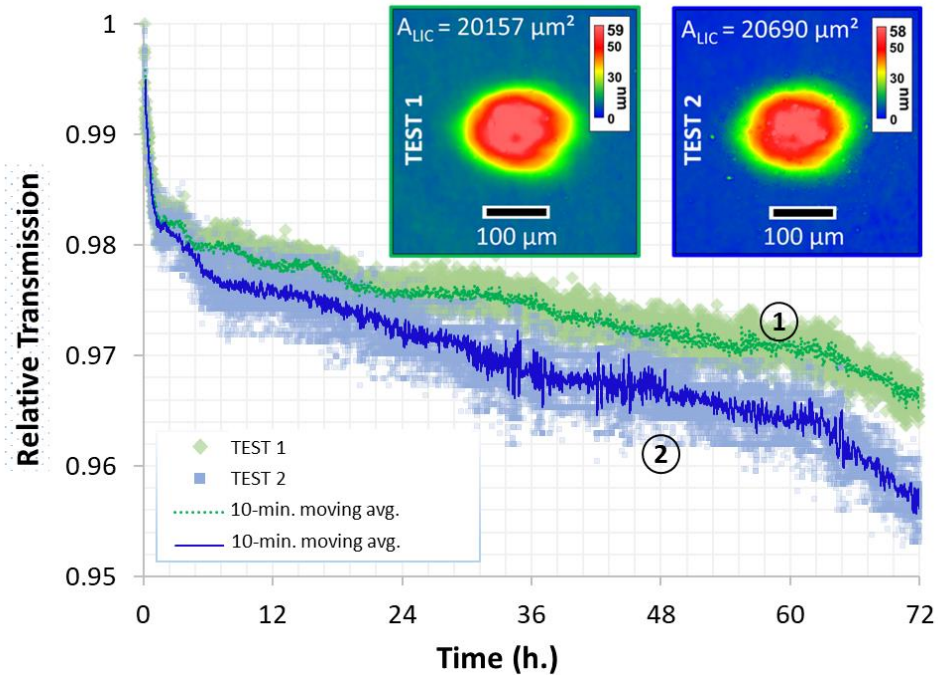 A_LIC = 20157 µm²
TEST 1
59
50
30
0
nm
100 µm
A_LIC = 20690 µm²
TEST 2
58
50
30
0
nm
100 µm
Relative Transmission
1
0.99
0.98
0.97
0.96
0.95
1
2
TEST 1
TEST 2
10-min. moving avg.
10-min. moving avg.
0 12 24 36 48 60 72
Time (h.)